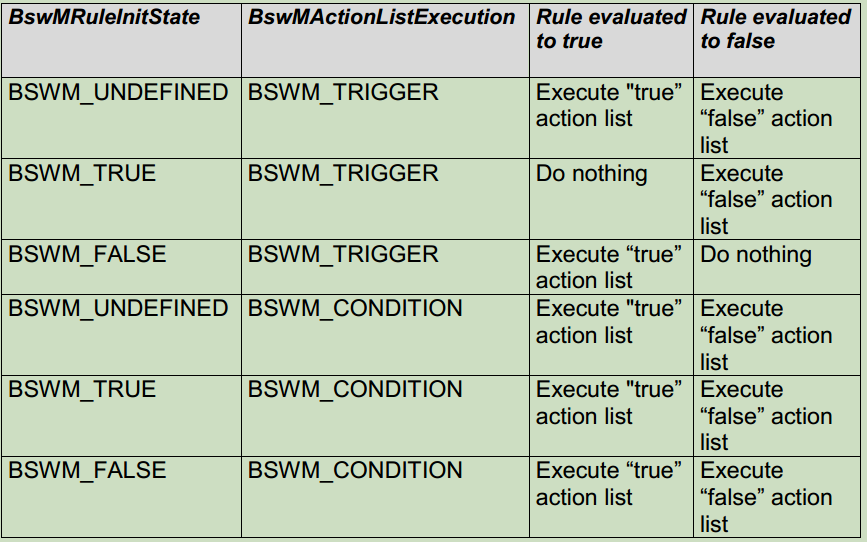 BswMRuleInitState BswMActionListExecution Rule evaluated to true Rule evaluated to false
BSWM_UNDEFINED BSWM_TRIGGER Execute "true” action list Execute “false” action list
BSWM_TRUE BSWM_TRIGGER Do nothing Execute “false” action list
BSWM_FALSE BSWM_TRIGGER Execute “true” action list Do nothing
BSWM_UNDEFINED BSWM_CONDITION Execute "true” action list Execute “false” action list
BSWM_TRUE BSWM_CONDITION Execute "true” action list Execute “false” action list
BSWM_FALSE BSWM_CONDITION Execute “true” action list Execute “false” action list